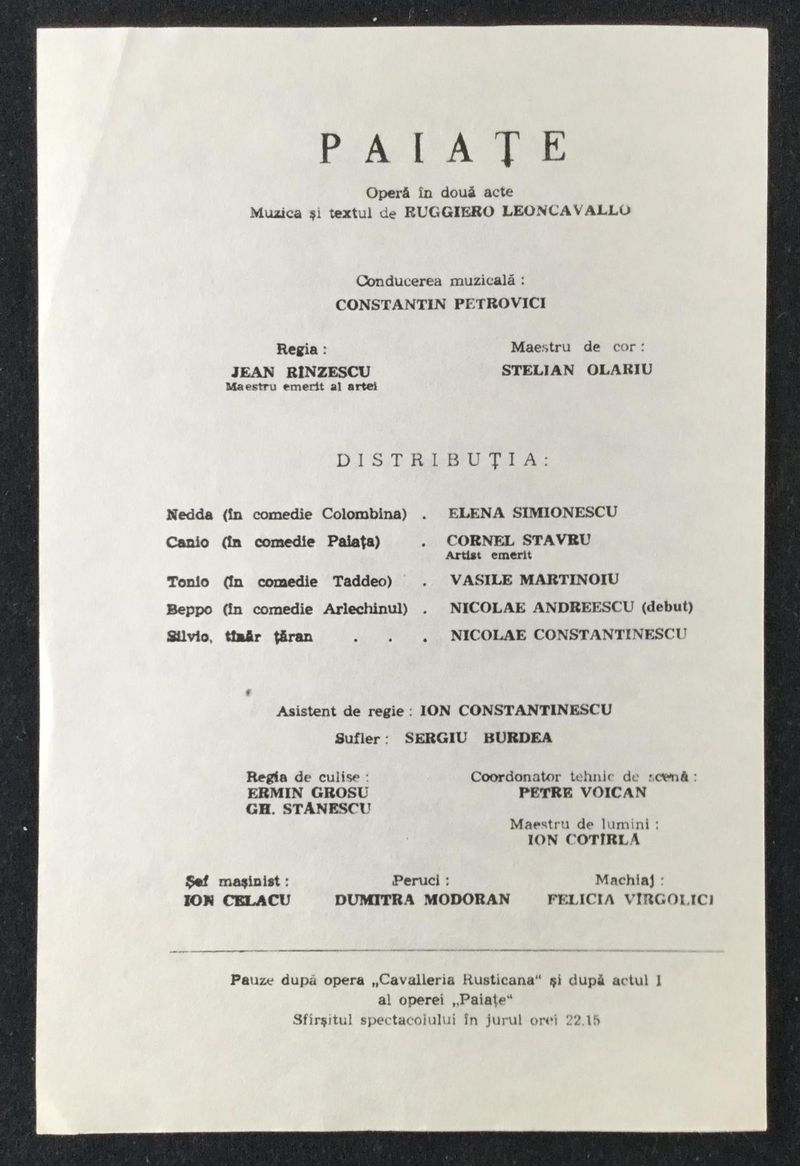 PAIAȚE
Operă în două acte
Muzica și textul de RUGGIERO LEONCAVALLO
Conducerea muzicală :
CONSTANTIN PETROVICI
Regia :
JEAN RÎNZESCU
Maestru emerit al artei
Maestru de cor :
STELIAN OLARIU
DISTRIBUȚIA:
Nedda (în comedie Colombina) . ELENA SIMIONESCU
Canio (în comedie Paiața) . CORNEL STAVRU
Artist emerit
Tonio (în comedie Taddeo) . VASILE MARTINOIU
Beppo (în comedie Arlechinul) . NICOLAE ANDREESCU (debut)
Silvio, tînăr țăran . . . NICOLAE CONSTANTINESCU
Asistent de regie : ION CONSTANTINESCU
Sufler : SERGIU BURDEA
Regia de culise :
ERMIN GROSU
GH. STĂNESCU
Coordonator tehnic de scenă :
PETRE VOICAN
Maestru de lumini :
ION COTÎRLĂ
Șef mașinist :
ION CELACU
Peruci :
DUMITRA MODORAN
Machiaj :
FELICIA VÎRGOLICI
Pauze după opera „Cavalleria Rusticana“ și după actul I
al operei „Paiațe“
Sfîrșitul spectacolului în jurul orei 22.15